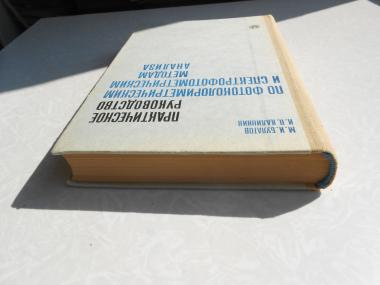 М.И.БУЛАТОВ
И.П.КАЛИНКИН
ПРАКТИЧЕСКОЕ
РУКОВОДСТВО
ПО ФОТОКОЛОРИМЕТРИЧЕСКИМ
И СПЕКТРОФОТОМЕТРИЧЕСКИМ
МЕТОДАМ
АНАЛИЗА